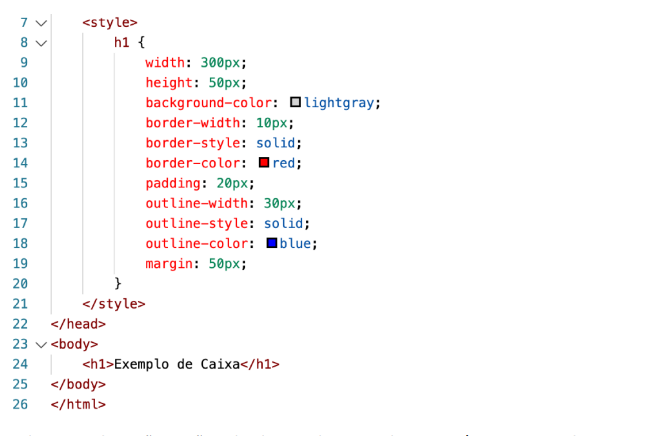 7 <style>
8 h1 {
9 width: 300px;
10 height: 50px;
11 background-color: lightgray;
12 border-width: 10px;
13 border-style: solid;
14 border-color: red;
15 padding: 20px;
16 outline-width: 30px;
17 outline-style: solid;
18 outline-color: blue;
19 margin: 50px;
20 }
21 </style>
22 </head>
23 <body>
24 <h1>Exemplo de Caixa</h1>
25 </body>
26 </html>